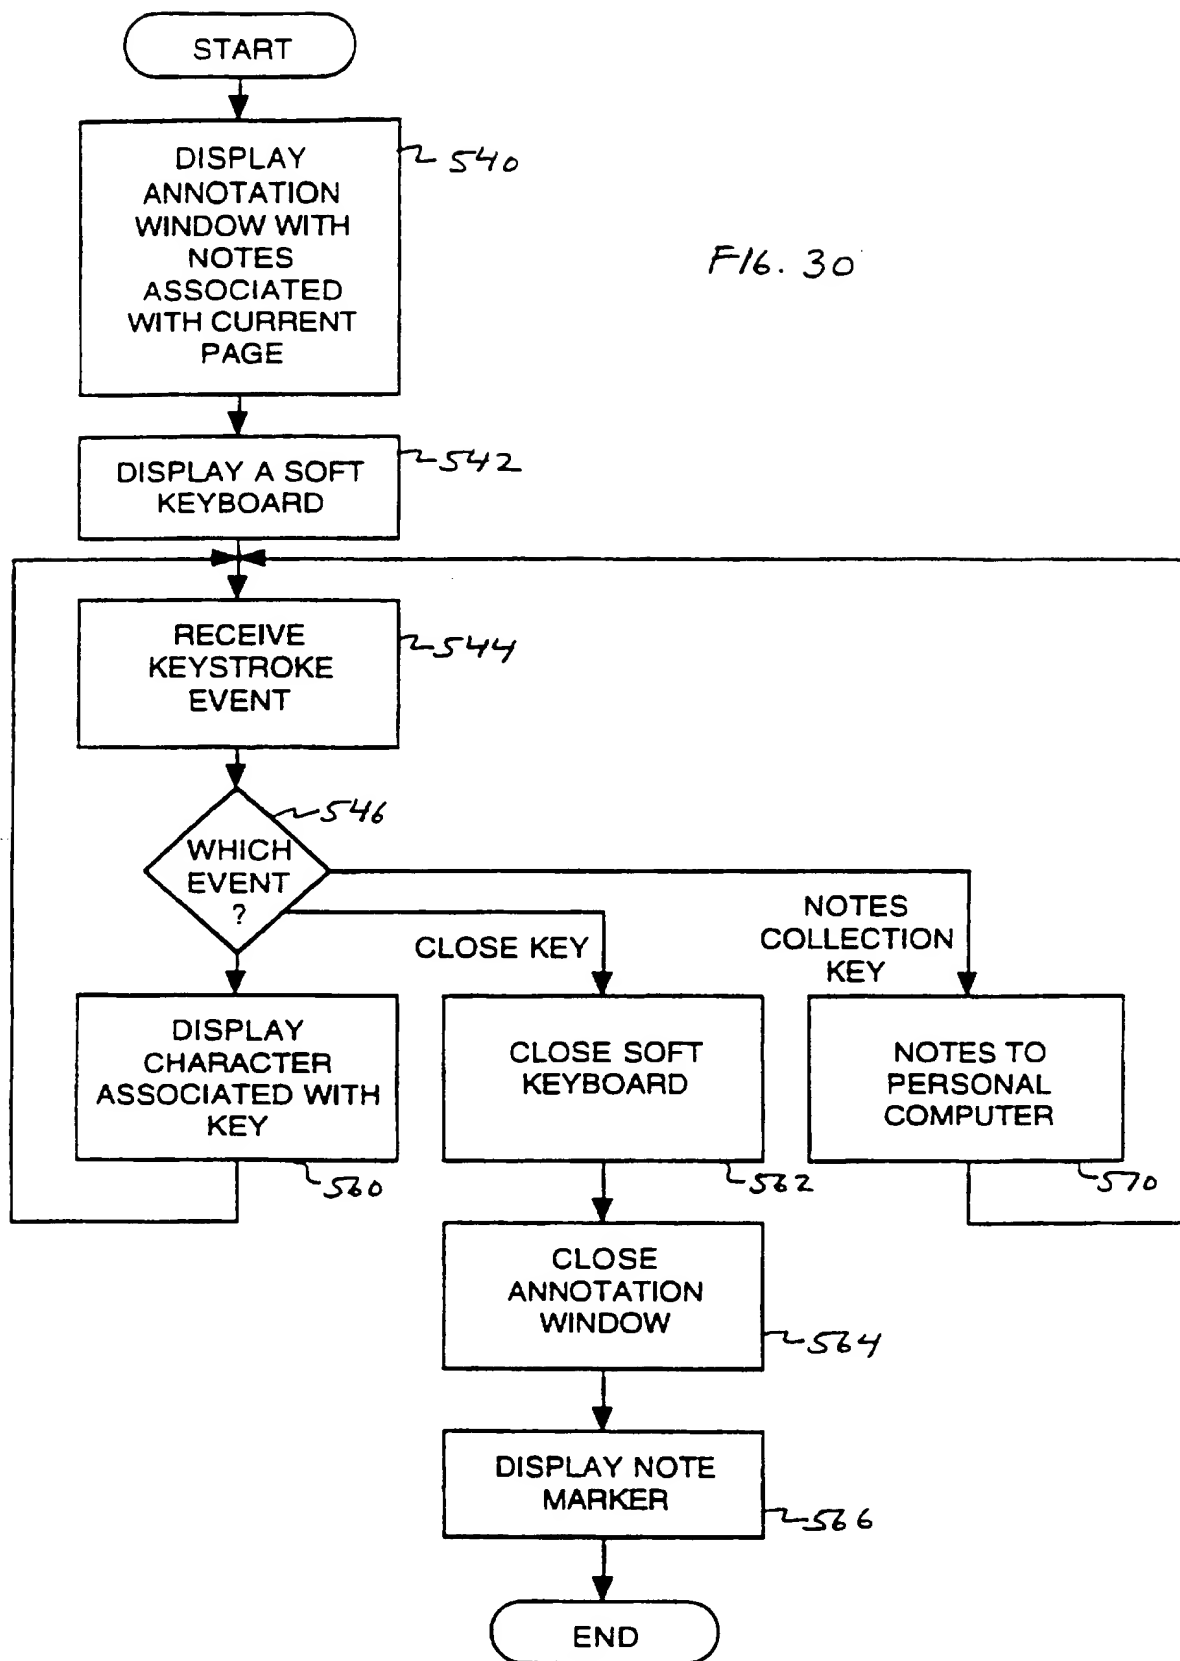 START
DISPLAY
ANNOTATION
WINDOW WITH
NOTES
ASSOCIATED
WITH CURRENT
PAGE
540
FIG. 30
DISPLAY A SOFT
KEYBOARD
542
RECEIVE
KEYSTROKE
EVENT
544
546
WHICH
EVENT
?
CLOSE KEY
NOTES
COLLECTION
KEY
DISPLAY
CHARACTER
ASSOCIATED WITH
KEY
560
CLOSE SOFT
KEYBOARD
562
NOTES TO
PERSONAL
COMPUTER
570
CLOSE
ANNOTATION
WINDOW
564
DISPLAY NOTE
MARKER
566
END